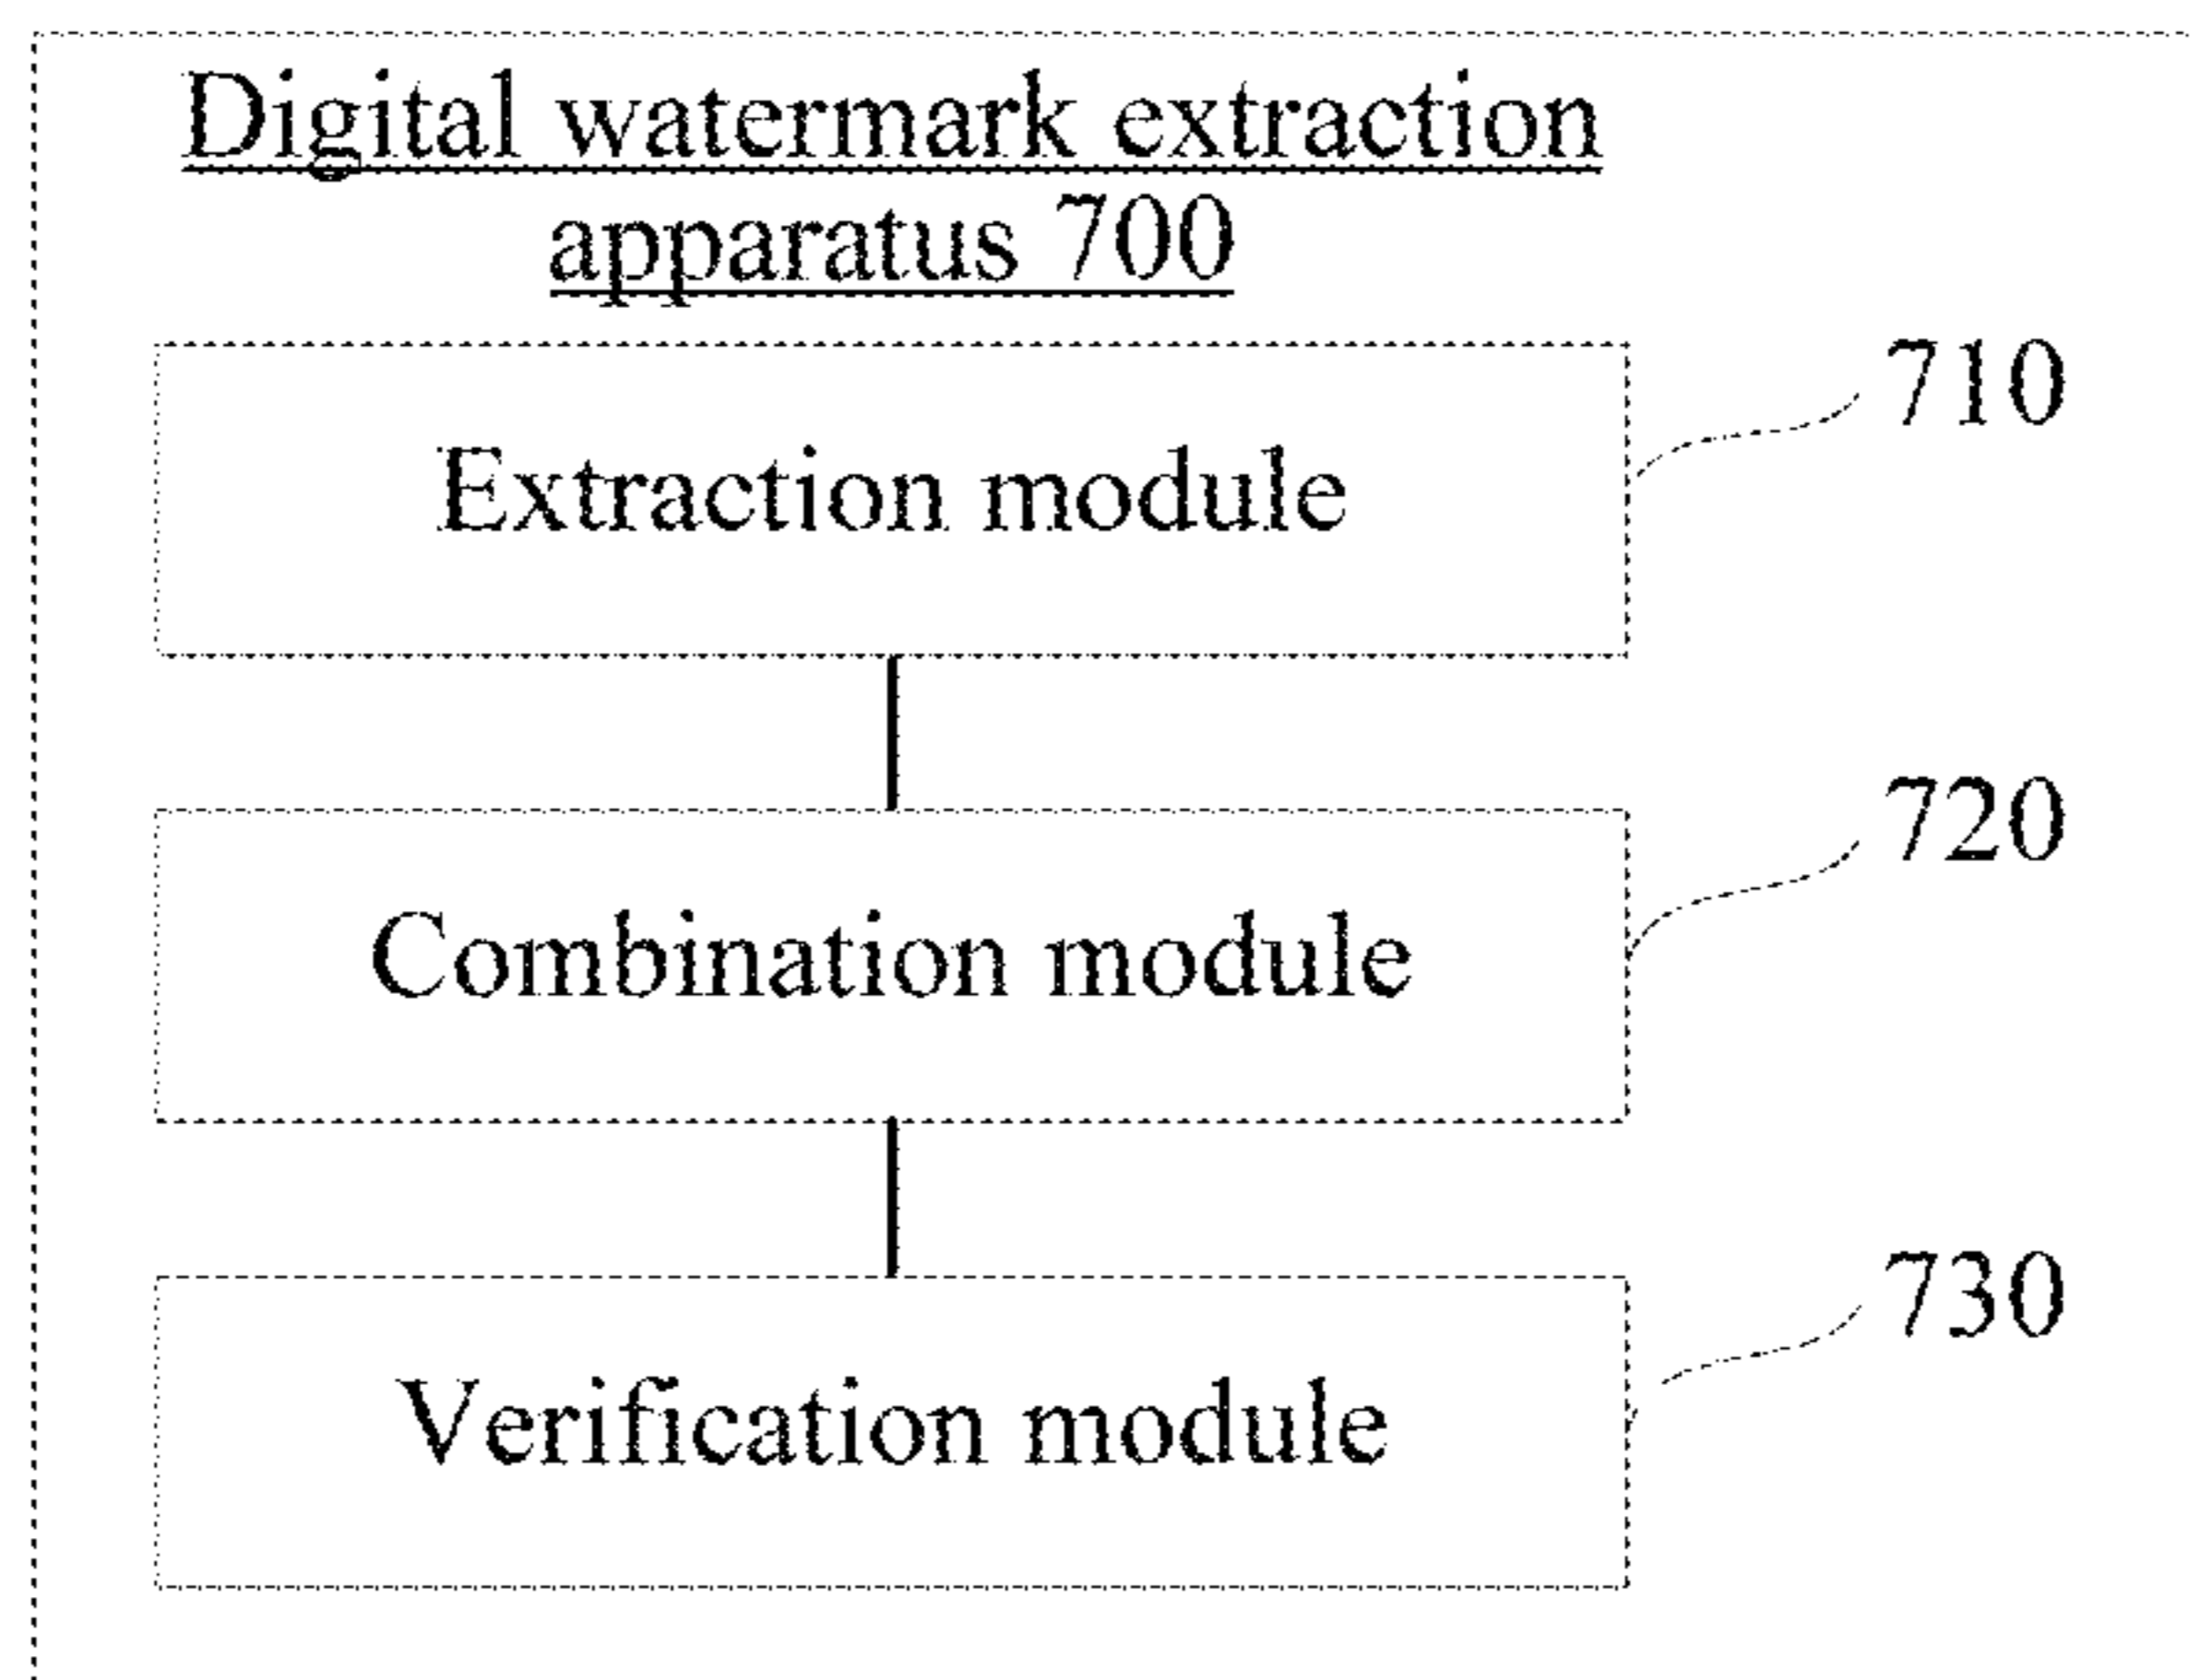 Digital watermark extraction
apparatus 700
710
Extraction module
720
Combination module
730
Verification module